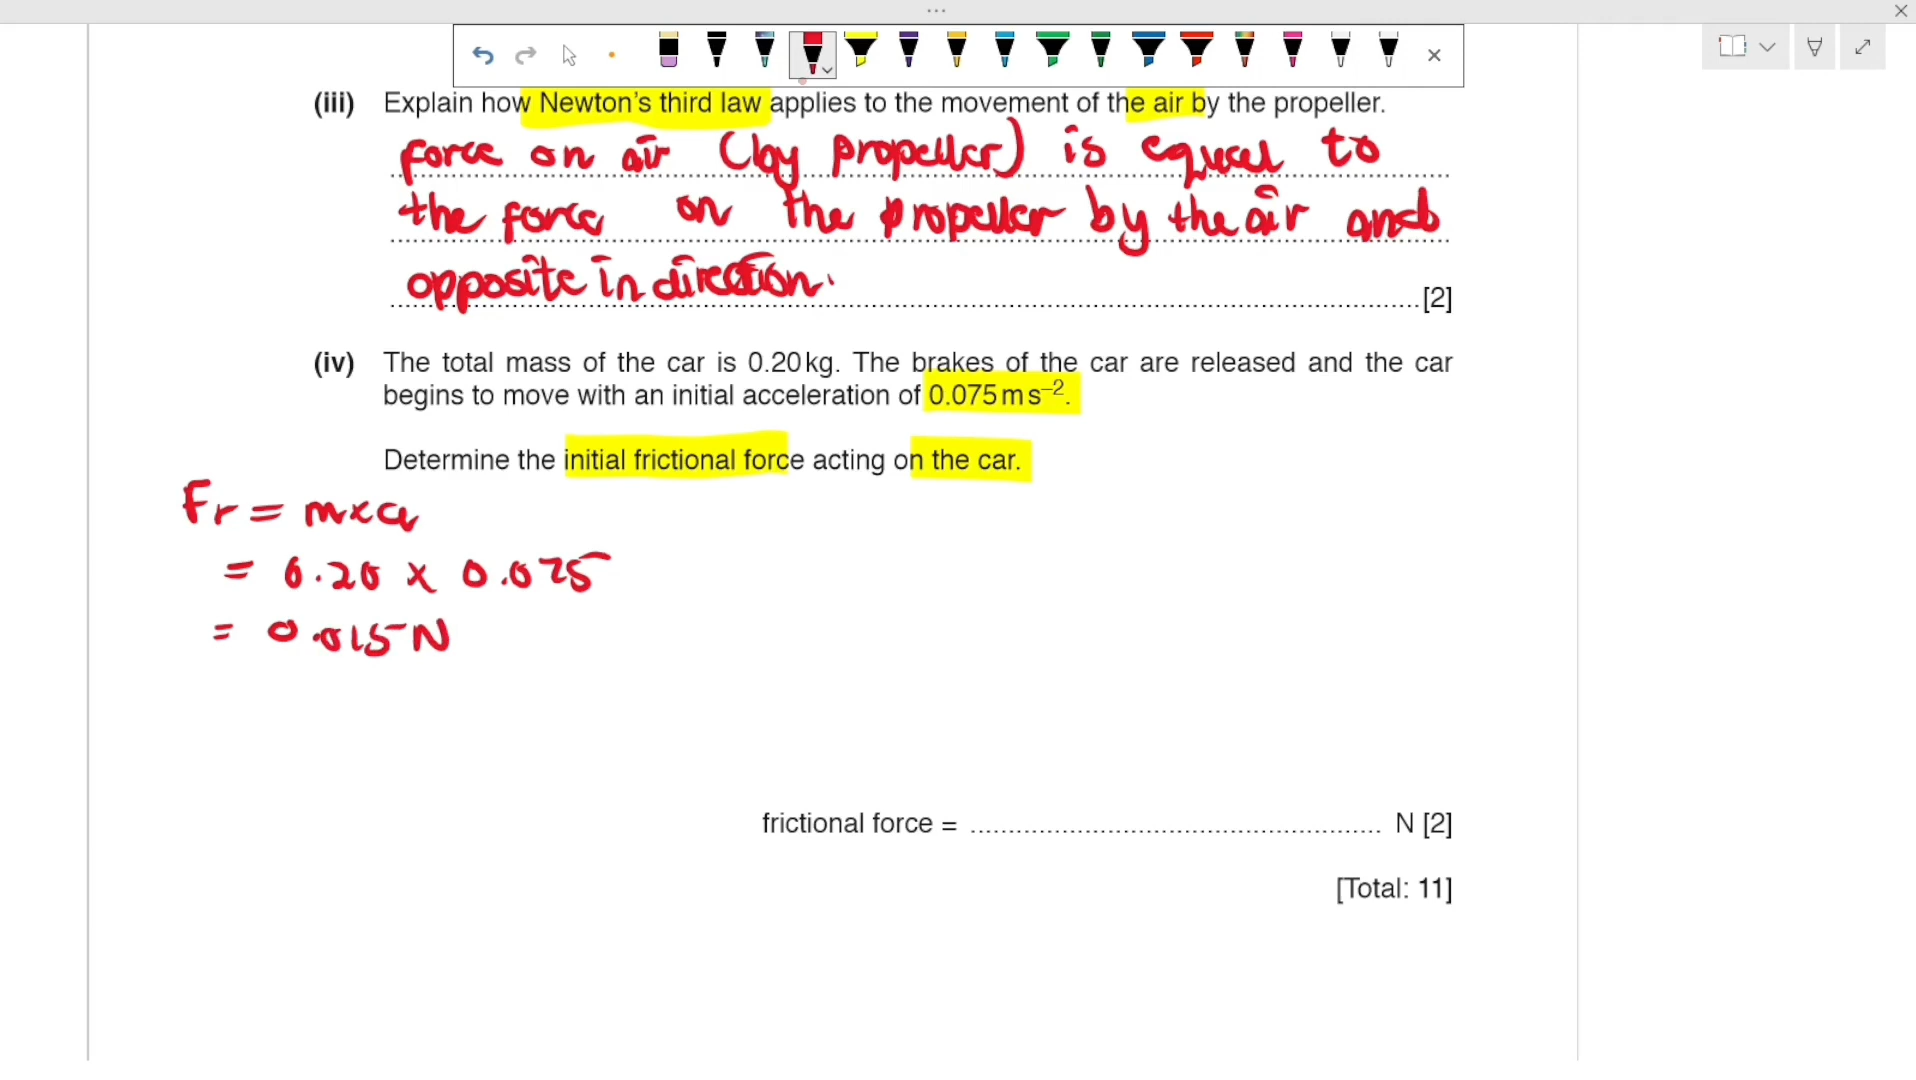 (iii) Explain how Newton's third law applies to the movement of the air by the propeller.
force on air (by propeller) is equal to
the force on the propeller by the air and
opposite in direction.
[2]
(iv) The total mass of the car is 0.20 kg. The brakes of the car are released and the car
begins to move with an initial acceleration of 0.075 m s⁻².
Determine the initial frictional force acting on the car.
Fr = m×a
= 0.20 × 0.075
= 0.015 N
frictional force = ...................................................... N [2]
[Total: 11]